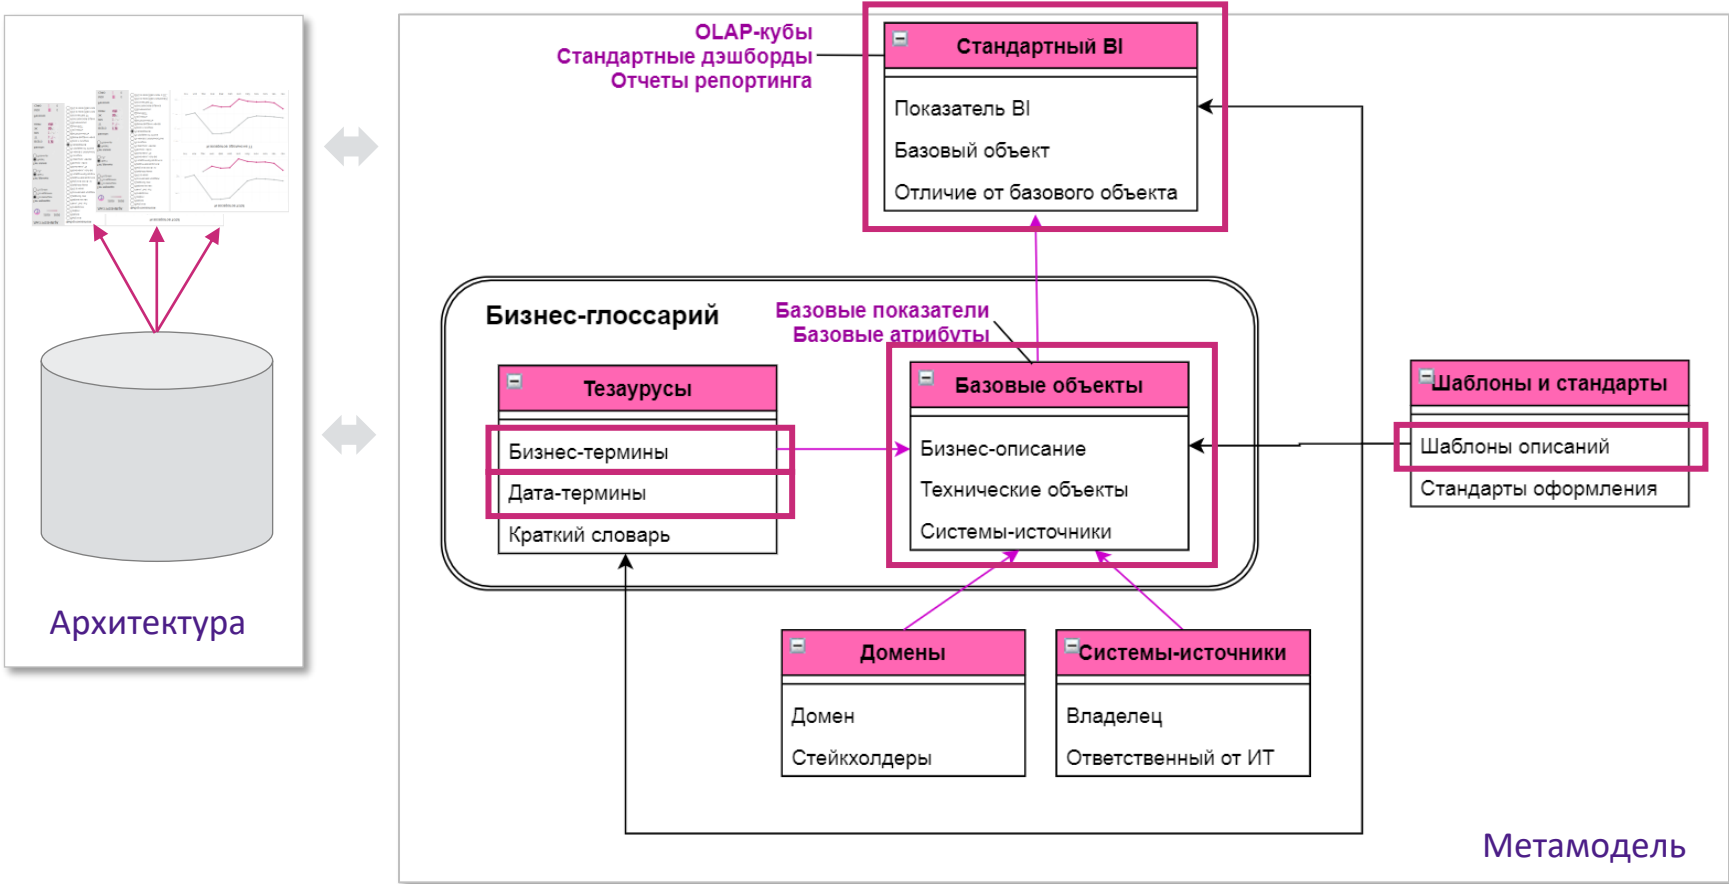 OLAP-кубы
Стандартные дэшборды
Отчеты репортинга
Стандартный BI
Показатель BI
Базовый объект
Отличие от базового объекта
Бизнес-глоссарий
Базовые показатели
Базовые атрибуты
Тезаурусы
Бизнес-термины
Дата-термины
Краткий словарь
Базовые объекты
Бизнес-описание
Технические объекты
Системы-источники
Шаблоны и стандарты
Шаблоны описаний
Стандарты оформления
Домены
Домен
Стейкхолдеры
Системы-источники
Владелец
Ответственный от ИТ
Архитектура
Метамодель